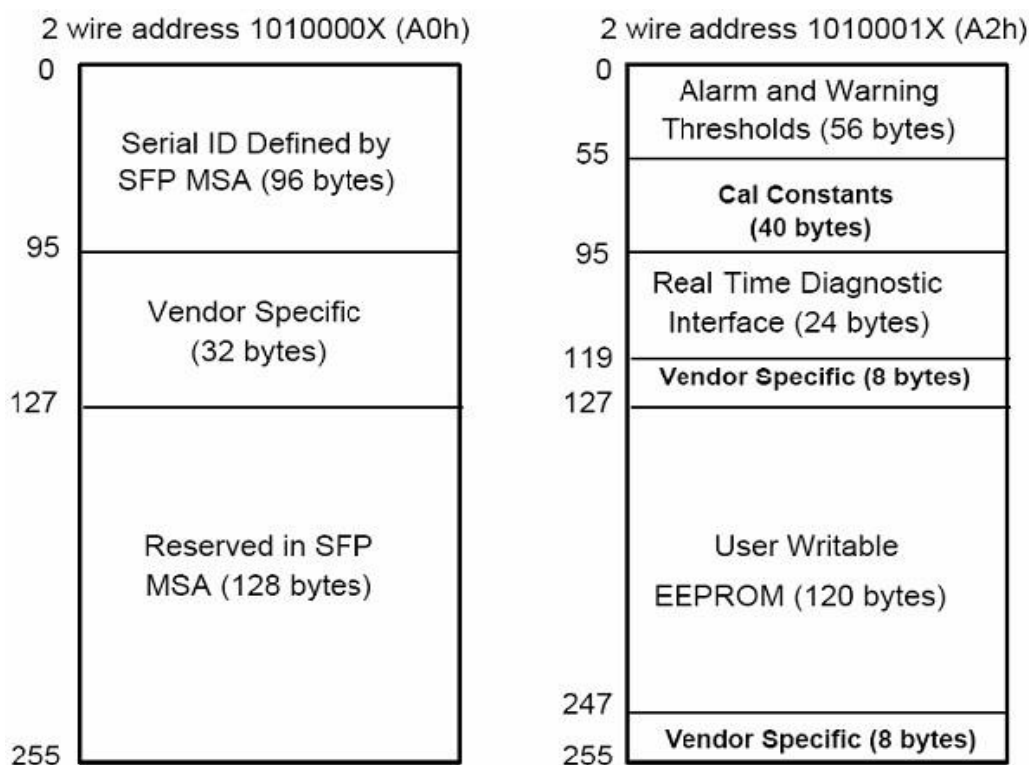 2 wire address 1010000X (A0h)
0
Serial ID Defined by
SFP MSA (96 bytes)
95
Vendor Specific
(32 bytes)
127
Reserved in SFP
MSA (128 bytes)
255
2 wire address 1010001X (A2h)
0
Alarm and Warning
Thresholds (56 bytes)
55
Cal Constants
(40 bytes)
95
Real Time Diagnostic
Interface (24 bytes)
119
Vendor Specific (8 bytes)
127
User Writable
EEPROM (120 bytes)
247
Vendor Specific (8 bytes)
255